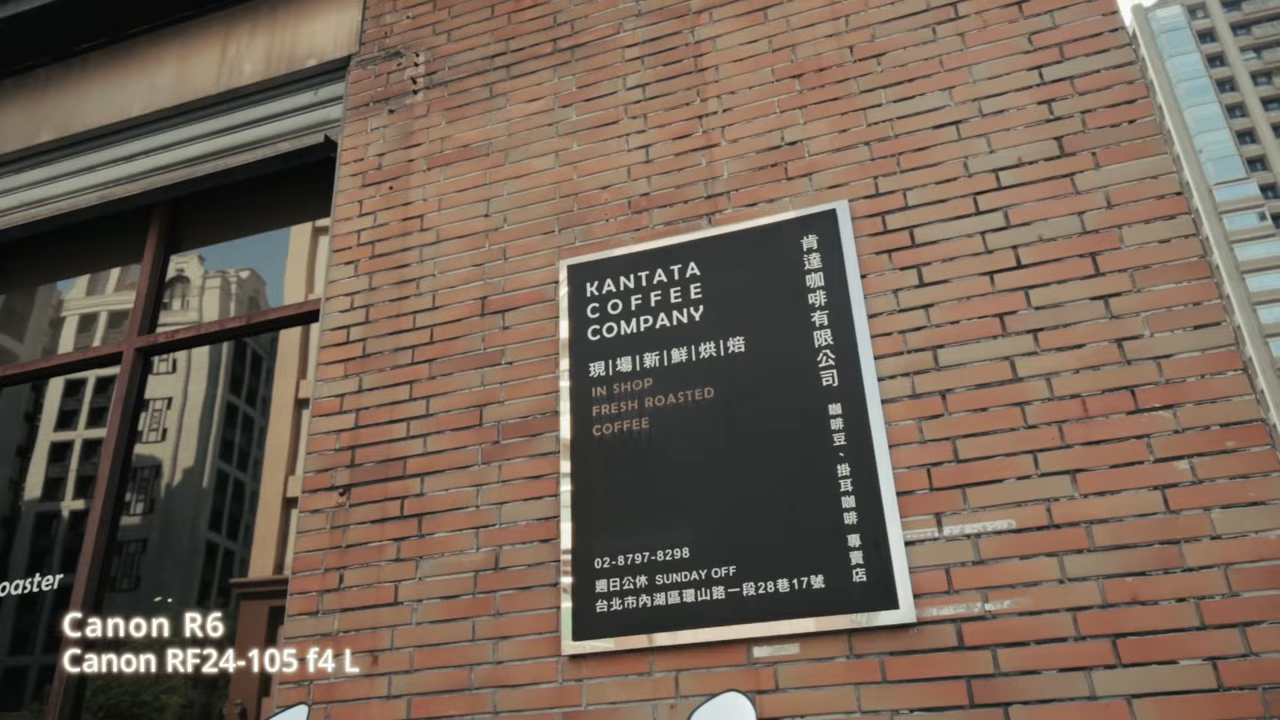 KANTATA
COFFEE
COMPANY
現|場|新|鮮|烘|焙
IN SHOP
FRESH ROASTED
COFFEE
肯達咖啡有限公司
咖啡豆、掛耳咖啡 專賣店
02-8797-8298
週日公休 SUNDAY OFF
台北市內湖區環山路一段28巷17號
oaster
Canon R6
Canon RF24-105 f4 L